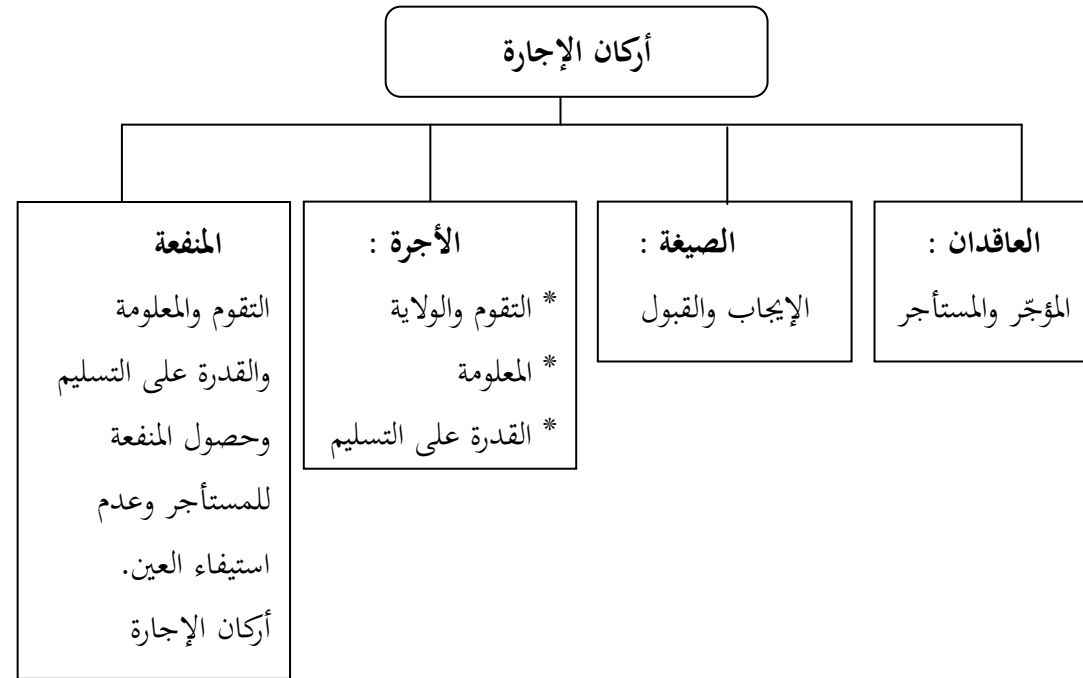 أركان الإجارة
العاقدان :
المؤجّر والمستأجر
الصيغة :
الإيجاب والقبول
الأجرة :
* التقوم والولاية
* المعلومة
* القدرة على التسليم
المنفعة
التقوم والمعلومة
والقدرة على التسليم
وحصول المنفعة
للمستأجر وعدم
استيفاء العين.
أركان الإجارة